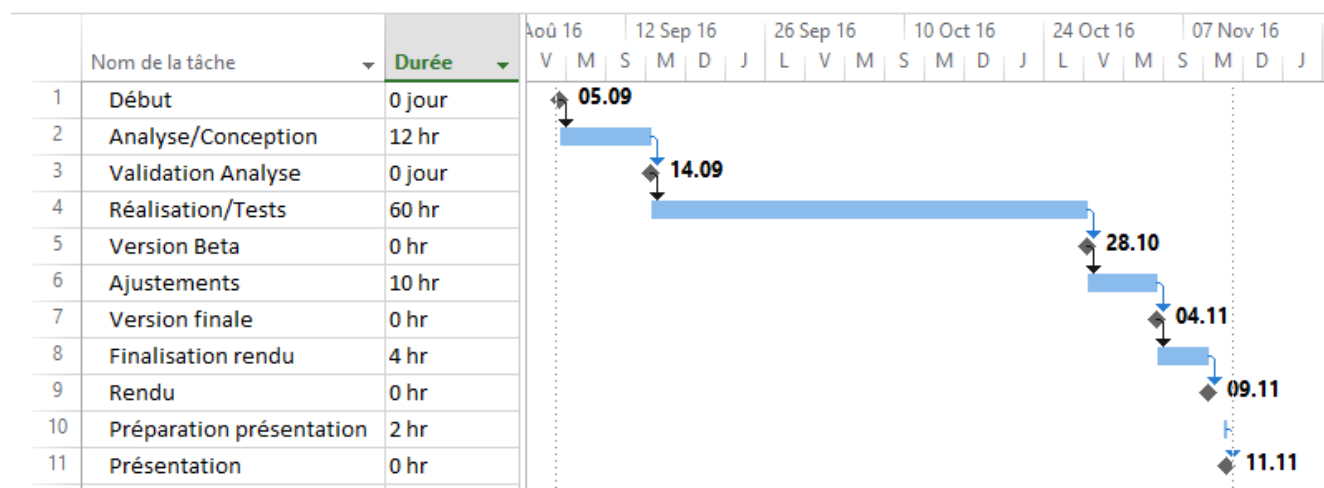 Aoû 16 12 Sep 16 26 Sep 16 10 Oct 16 24 Oct 16 07 Nov 16
Nom de la tâche Durée V M S M D J L V M S M D J L V M S M D J
1 Début 0 jour 05.09
2 Analyse/Conception 12 hr
3 Validation Analyse 0 jour 14.09
4 Réalisation/Tests 60 hr
5 Version Beta 0 hr 28.10
6 Ajustements 10 hr
7 Version finale 0 hr 04.11
8 Finalisation rendu 4 hr
9 Rendu 0 hr 09.11
10 Préparation présentation 2 hr
11 Présentation 0 hr 11.11